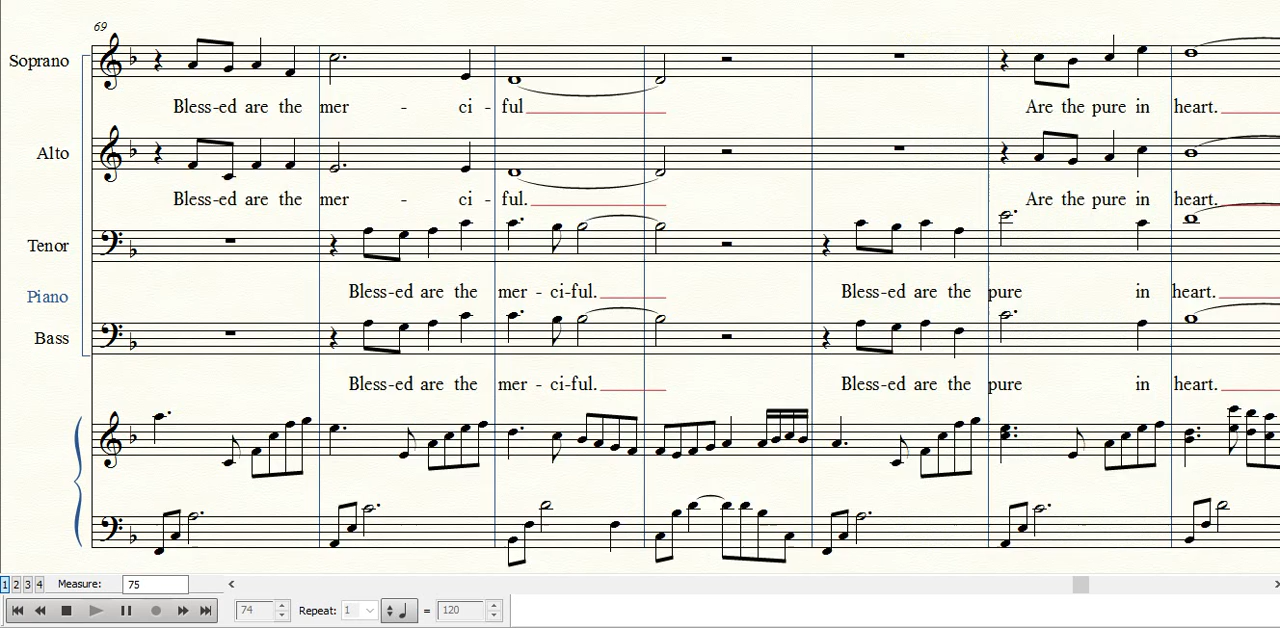 69
Soprano
Bless-ed are the mer - ci - ful Are the pure in heart.
Alto
Bless-ed are the mer - ci - ful. Are the pure in heart.
Tenor
Bless-ed are the mer - ci-ful. Bless-ed are the pure in heart.
Piano
Bass
Bless-ed are the mer - ci-ful. Bless-ed are the pure in heart.
1 2 3 4 Measure: 75
74 Repeat: 1 = 120